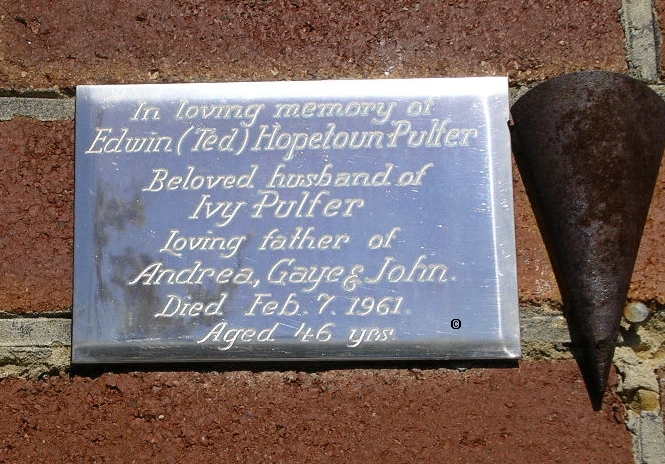 In loving memory of
Edwin (Ted) Hopetoun Pulfer
Beloved husband of
Ivy Pulfer
Loving father of
Andrea, Gaye & John.
Died Feb. 7. 1961.
Aged 46 yrs.
©